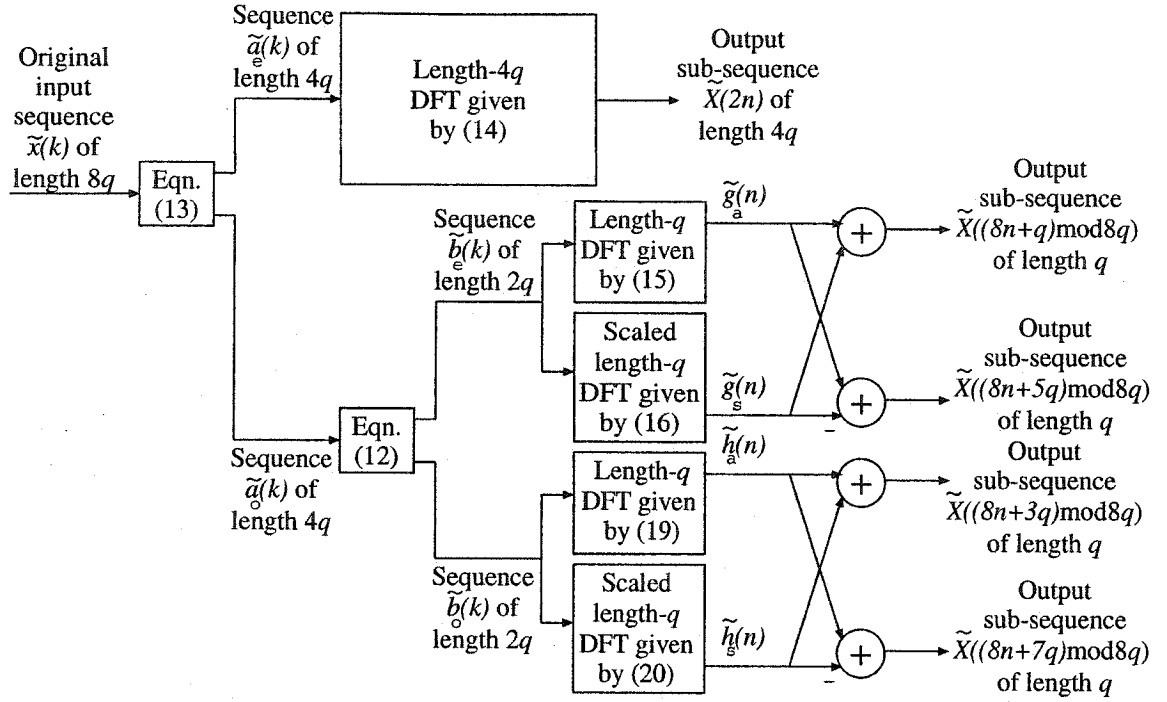 Original
input
sequence
x̃(k) of
length 8q
Eqn.
(13)
Sequence
ãₑ(k) of
length 4q
Length-4q
DFT given
by (14)
Output
sub-sequence
X̃(2n) of
length 4q
Sequence
ãₒ(k) of
length 4q
Eqn.
(12)
Sequence
b̃ₑ(k) of
length 2q
Length-q
DFT given
by (15)
g̃ₐ(n)
+
Output
sub-sequence
X̃((8n+q)mod8q)
of length q
Scaled
length-q
DFT given
by (16)
g̃ₛ(n)
-
+
Output
sub-sequence
X̃((8n+5q)mod8q)
of length q
Sequence
b̃ₒ(k) of
length 2q
Length-q
DFT given
by (19)
h̃ₐ(n)
+
Output
sub-sequence
X̃((8n+3q)mod8q)
of length q
Scaled
length-q
DFT given
by (20)
h̃ₛ(n)
-
+
Output
sub-sequence
X̃((8n+7q)mod8q)
of length q